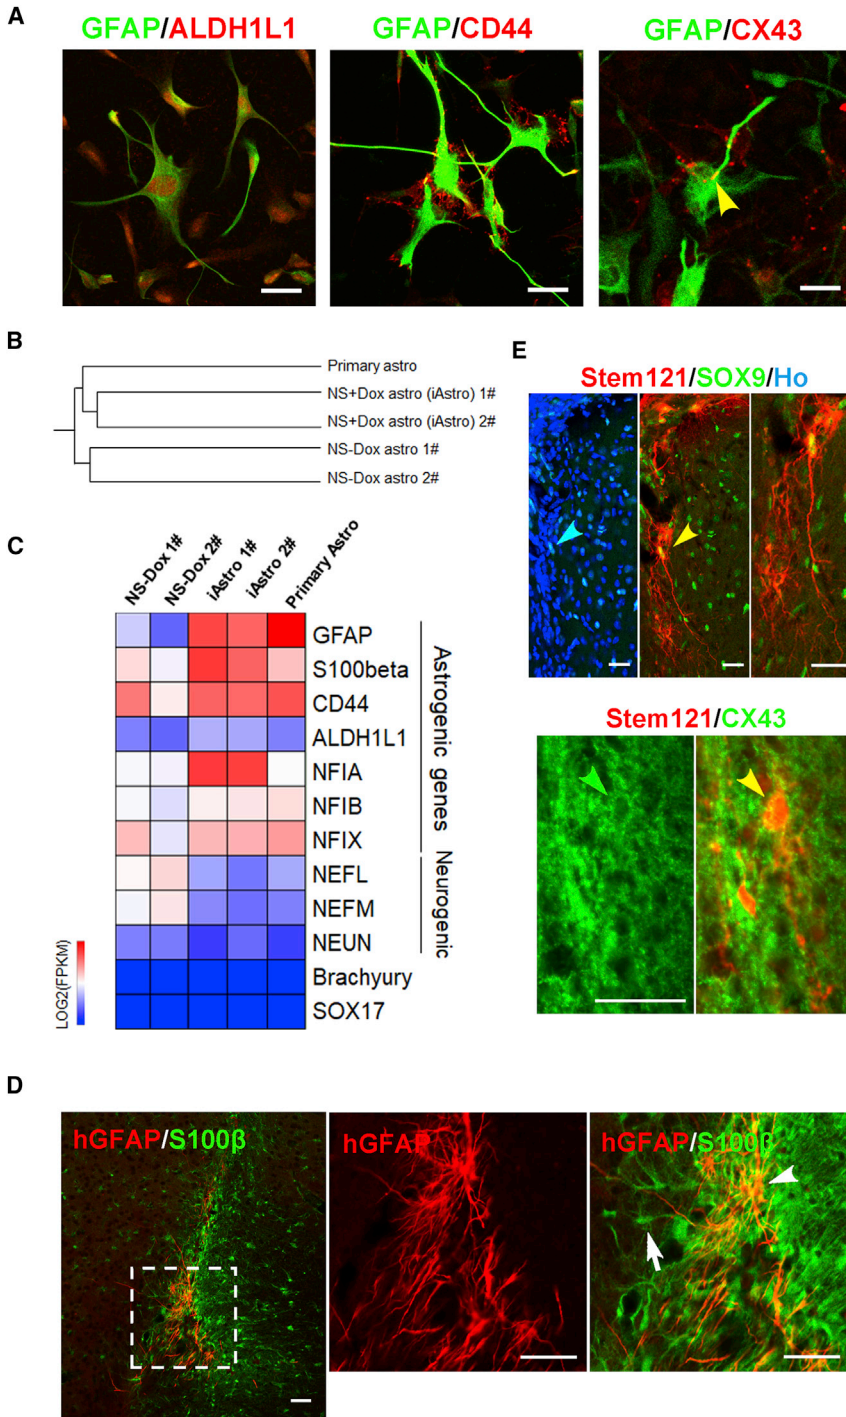 A
GFAP/ALDH1L1
GFAP/CD44
GFAP/CX43
B
Primary astro
NS+Dox astro (iAstro) 1#
NS+Dox astro (iAstro) 2#
NS-Dox astro 1#
NS-Dox astro 2#
C
NS-Dox 1#
NS-Dox 2#
iAstro 1#
iAstro 2#
Primary Astro
GFAP
S100beta
CD44
ALDH1L1
NFIA
NFIB
NFIX
NEFL
NEFM
NEUN
Brachyury
SOX17
Astrogenic genes
Neurogenic
LOG2(FPKM)
E
Stem121/SOX9/Ho
Stem121/CX43
D
hGFAP/S100β
hGFAP
hGFAP/S100β